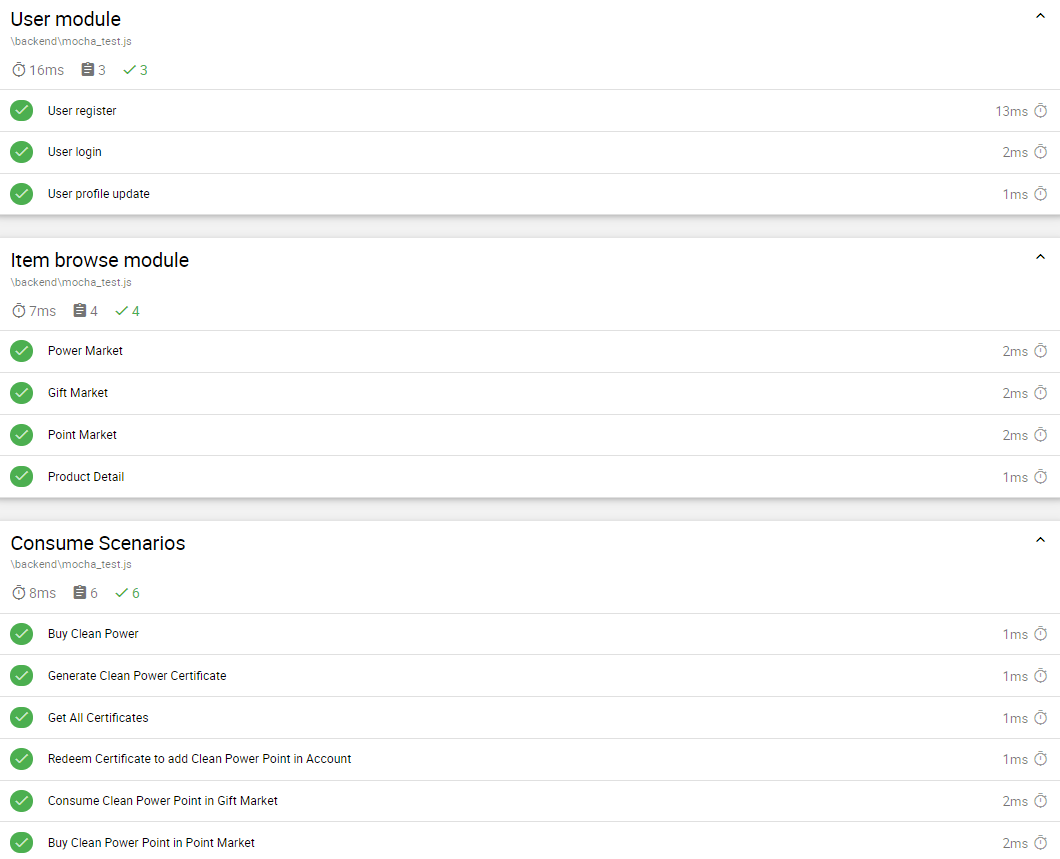 User module
\backend\mocha_test.js
16ms 3 3
User register 13ms
User login 2ms
User profile update 1ms
Item browse module
\backend\mocha_test.js
7ms 4 4
Power Market 2ms
Gift Market 2ms
Point Market 2ms
Product Detail 1ms
Consume Scenarios
\backend\mocha_test.js
8ms 6 6
Buy Clean Power 1ms
Generate Clean Power Certificate 1ms
Get All Certificates 1ms
Redeem Certificate to add Clean Power Point in Account 1ms
Consume Clean Power Point in Gift Market 2ms
Buy Clean Power Point in Point Market 2ms